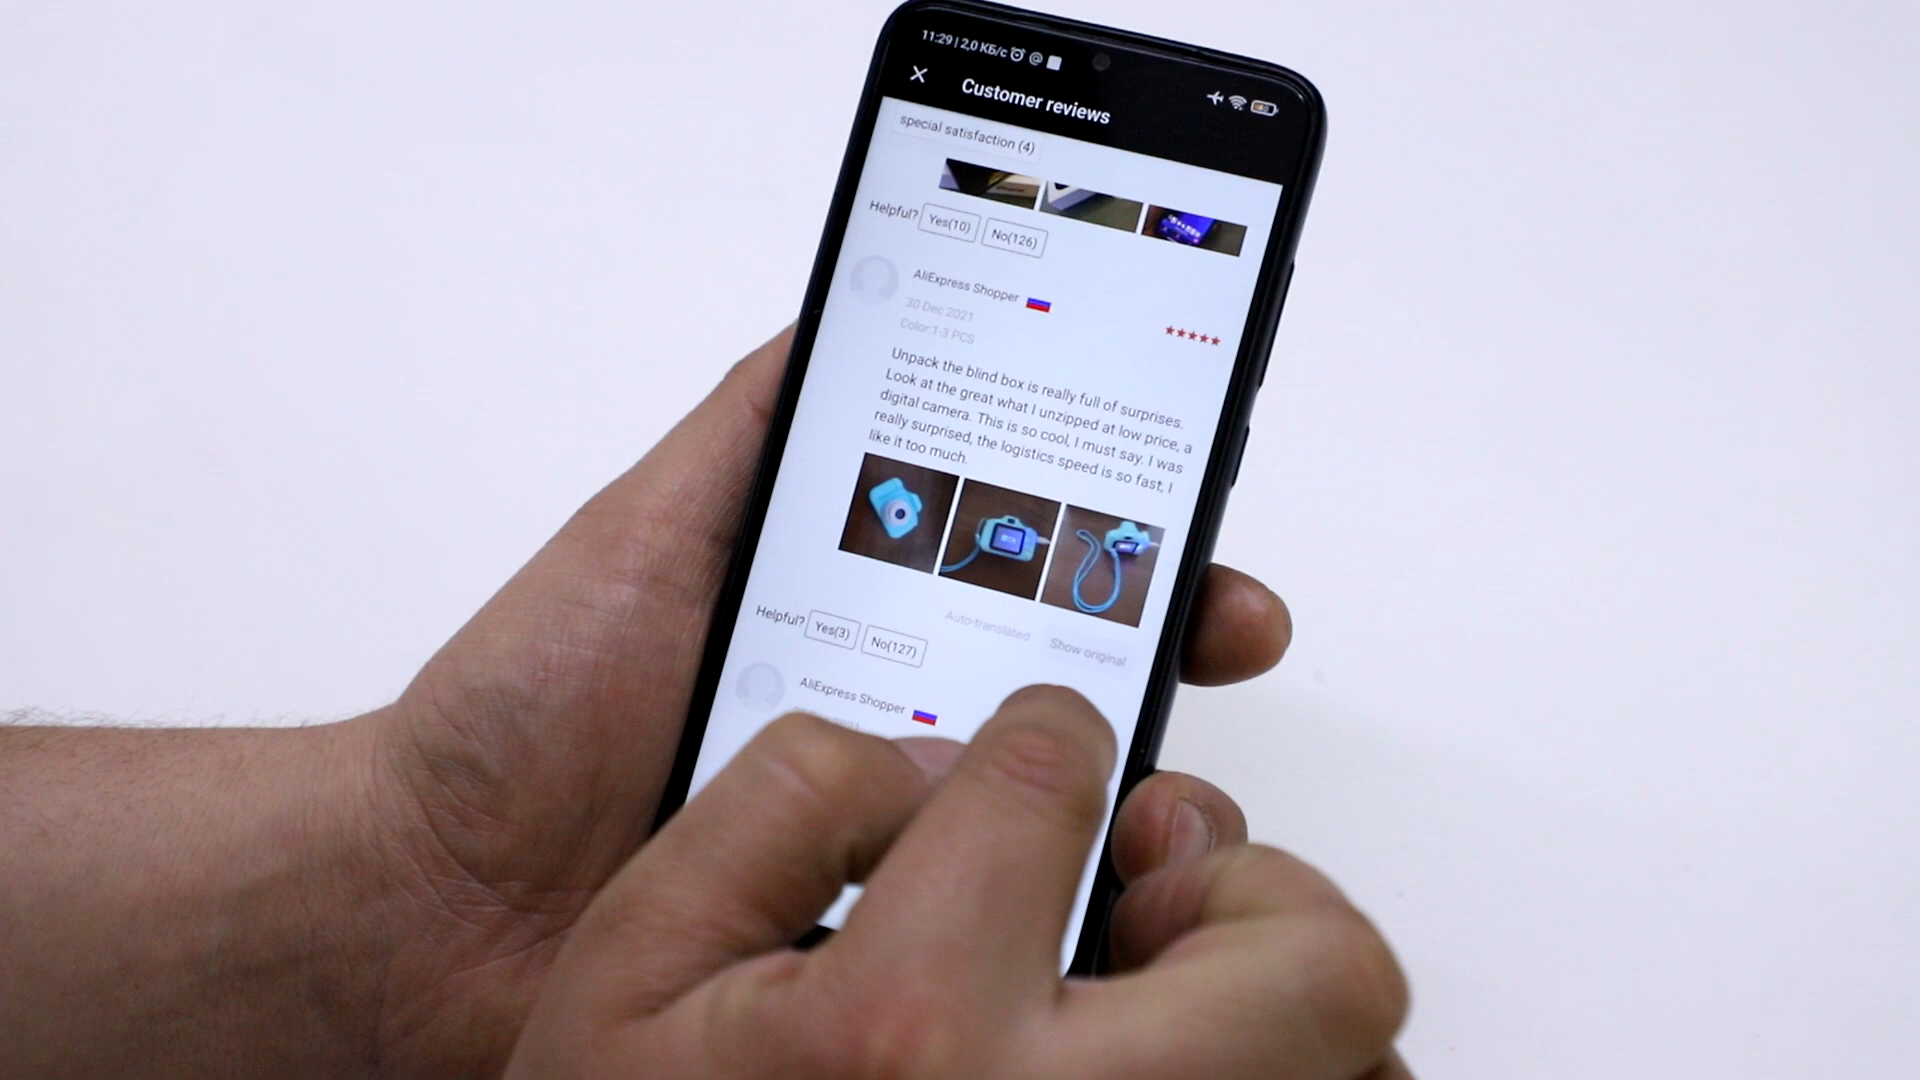 11:29 | 2,0 КБ/с
Customer reviews
special satisfaction (4)
Helpful? Yes(10) No(126)
AliExpress Shopper
30 Dec 2021
Color:1-3 PCS
Unpack the blind box is really full of surprises.
Look at the great what I unzipped at low price, a
digital camera. This is so cool, I must say. I was
really surprised, the logistics speed is so fast, I
like it too much.
Auto-translated Show original
Helpful? Yes(3) No(127)
AliExpress Shopper